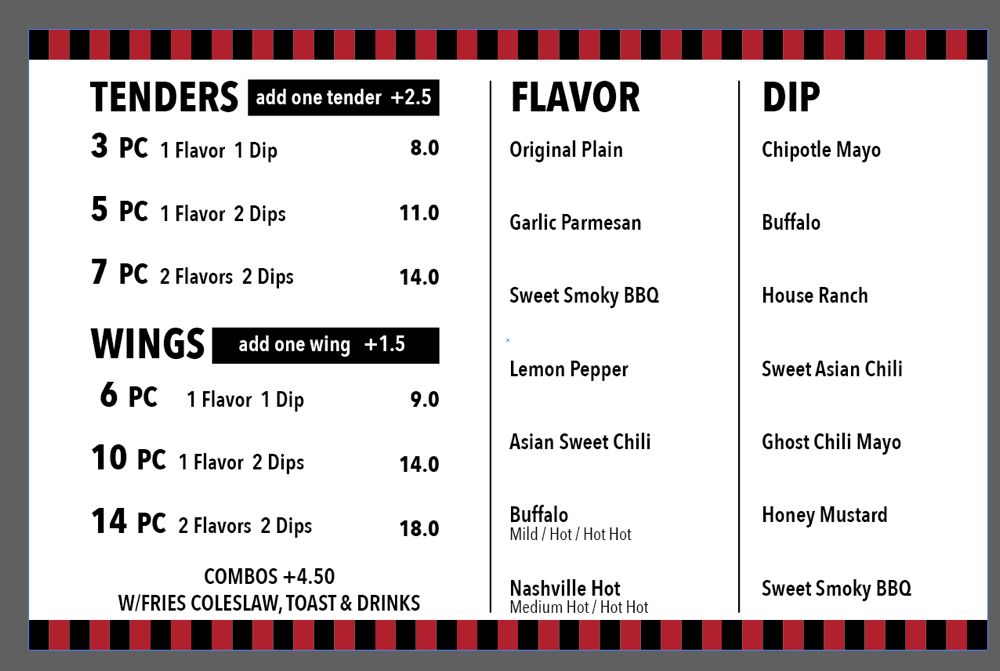 TENDERS add one tender +2.5
3 PC 1 Flavor 1 Dip 8.0
5 PC 1 Flavor 2 Dips 11.0
7 PC 2 Flavors 2 Dips 14.0
WINGS add one wing +1.5
6 PC 1 Flavor 1 Dip 9.0
10 PC 1 Flavor 2 Dips 14.0
14 PC 2 Flavors 2 Dips 18.0
COMBOS +4.50
W/FRIES COLESLAW, TOAST & DRINKS
FLAVOR
Original Plain
Garlic Parmesan
Sweet Smoky BBQ
Lemon Pepper
Asian Sweet Chili
Buffalo
Mild / Hot / Hot Hot
Nashville Hot
Medium Hot / Hot Hot
DIP
Chipotle Mayo
Buffalo
House Ranch
Sweet Asian Chili
Ghost Chili Mayo
Honey Mustard
Sweet Smoky BBQ